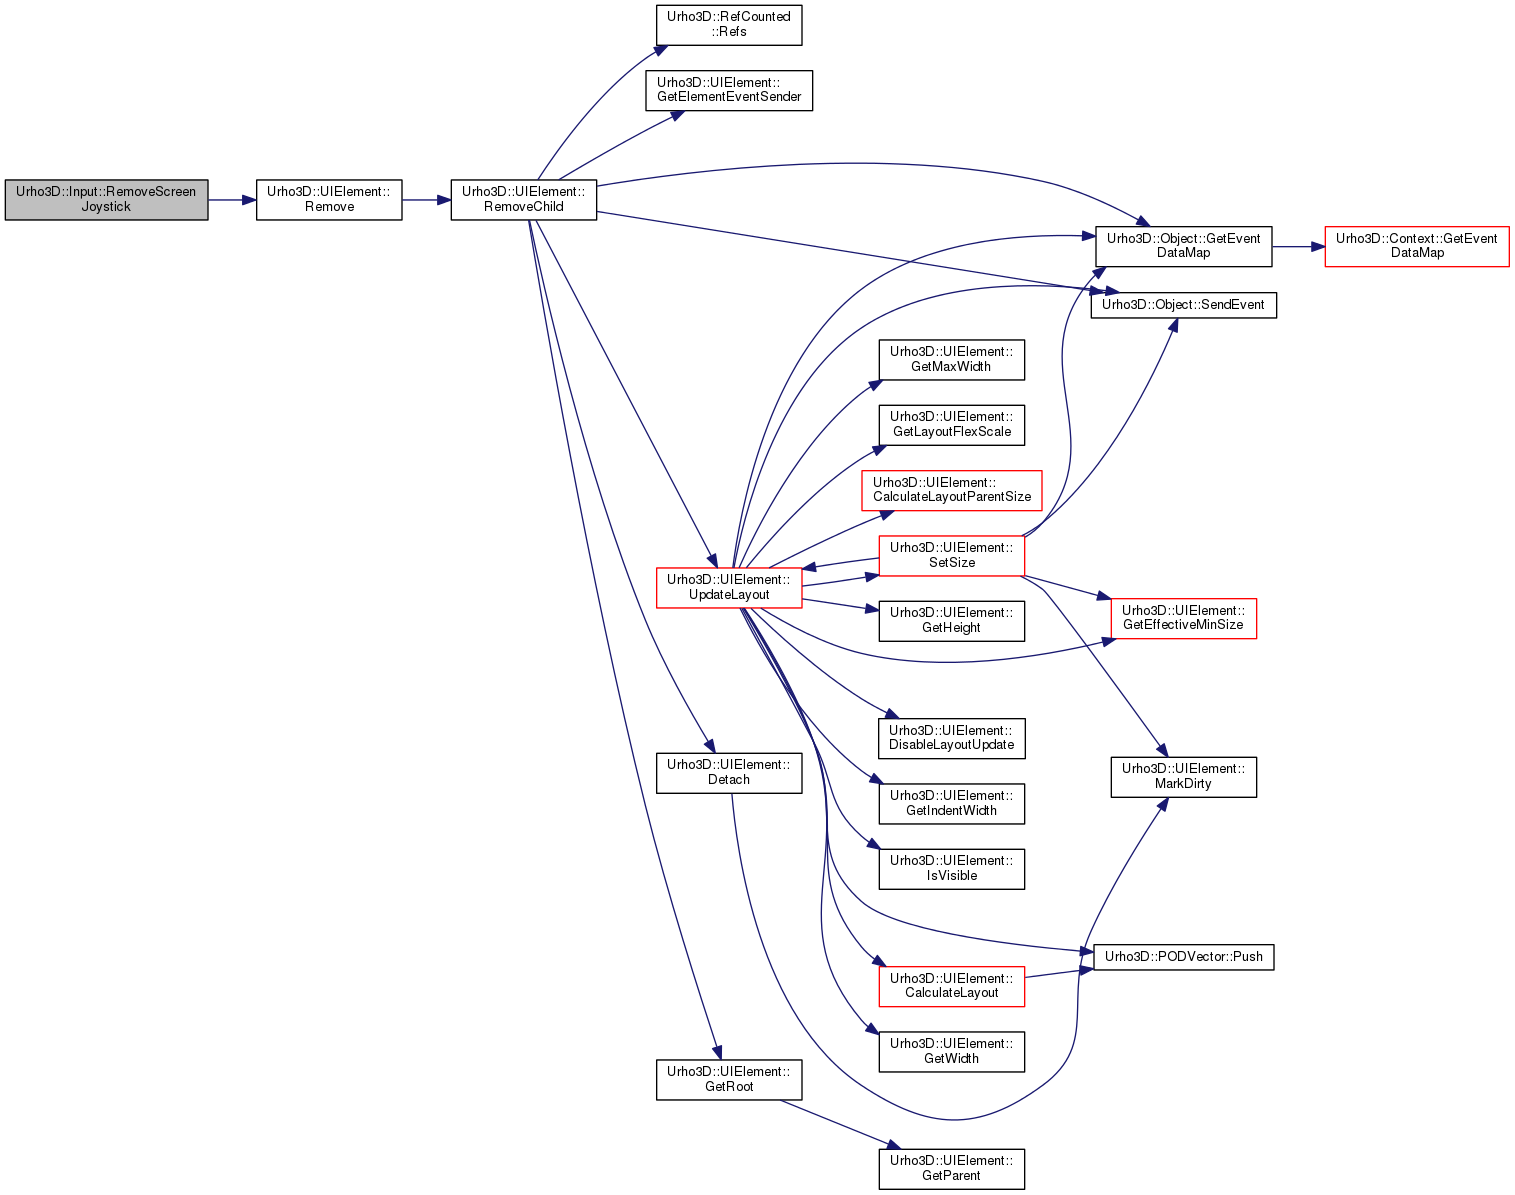 Urho3D::RefCounted
::Refs
Urho3D::UIElement::
GetElementEventSender
Urho3D::Input::RemoveScreen
Joystick
Urho3D::UIElement::
Remove
Urho3D::UIElement::
RemoveChild
Urho3D::Object::GetEvent
DataMap
Urho3D::Context::GetEvent
DataMap
Urho3D::Object::SendEvent
Urho3D::UIElement::
GetMaxWidth
Urho3D::UIElement::
GetLayoutFlexScale
Urho3D::UIElement::
CalculateLayoutParentSize
Urho3D::UIElement::
SetSize
Urho3D::UIElement::
UpdateLayout
Urho3D::UIElement::
GetHeight
Urho3D::UIElement::
GetEffectiveMinSize
Urho3D::UIElement::
DisableLayoutUpdate
Urho3D::UIElement::
Detach
Urho3D::UIElement::
MarkDirty
Urho3D::UIElement::
GetIndentWidth
Urho3D::UIElement::
IsVisible
Urho3D::PODVector::Push
Urho3D::UIElement::
CalculateLayout
Urho3D::UIElement::
GetWidth
Urho3D::UIElement::
GetRoot
Urho3D::UIElement::
GetParent